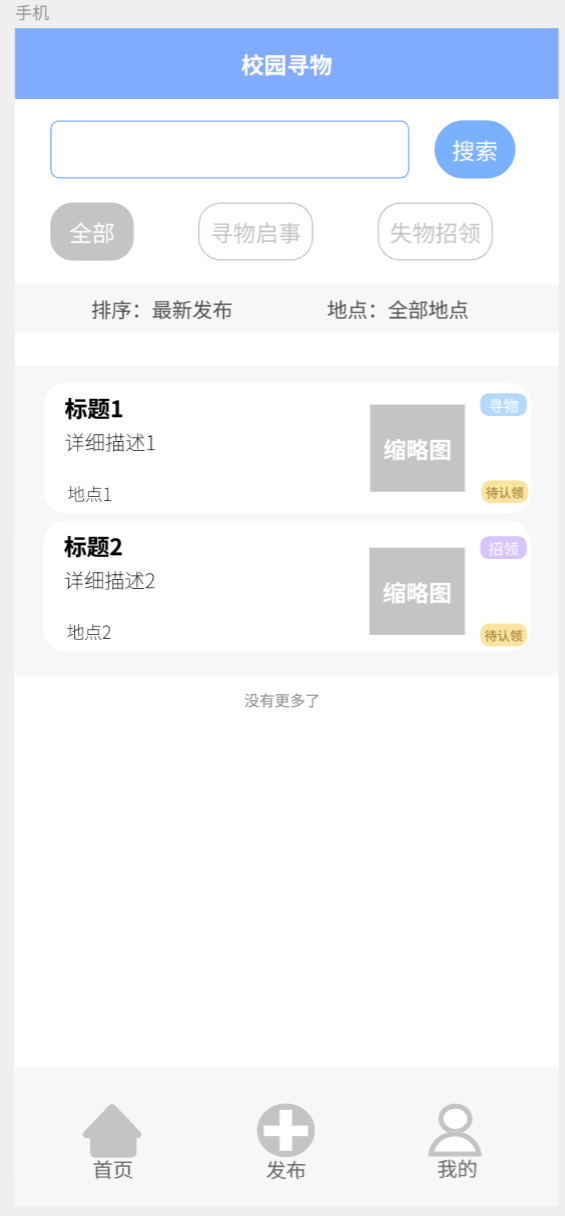 手机
校园寻物
搜索
全部 寻物启事 失物招领
排序：最新发布 地点：全部地点
标题1
寻物
详细描述1
缩略图
地点1
待认领
标题2
招领
详细描述2
缩略图
地点2
待认领
没有更多了
首页 发布 我的